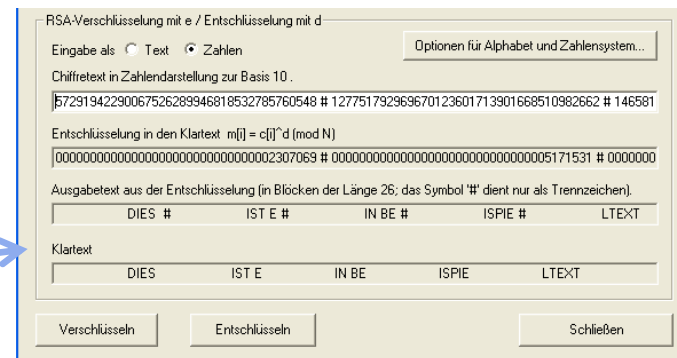 RSA-Verschlüsselung mit e / Entschlüsselung mit d
Eingabe als Text Zahlen Optionen für Alphabet und Zahlensystem...
Chiffretext in Zahlendarstellung zur Basis 10 .
57291942290067526289946818532785760548 # 12775179296967012360171390166851098266​2 # 146581
Entschlüsselung in den Klartext m[i] = c[i]^d (mod N)
00000000000000000000000000000002307069 # 00000000000000000000000000000005171531 # 0000000
Ausgabetext aus der Entschlüsselung (in Blöcken der Länge 26; das Symbol '#' dient nur als Trennzeichen).
DIES # IST E # IN BE # ISPIE # LTEXT
Klartext
DIES IST E IN BE ISPIE LTEXT
Verschlüsseln Entschlüsseln Schließen